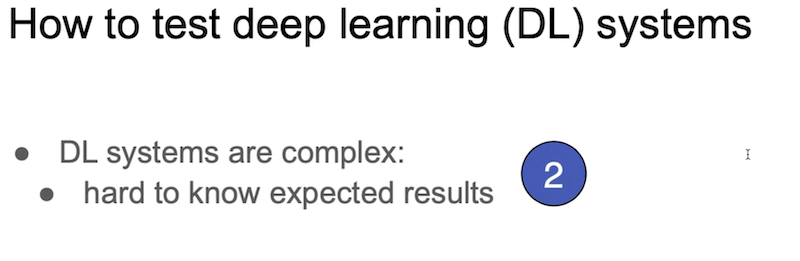 How to test deep learning (DL) systems
● DL systems are complex:
● hard to know expected results
2